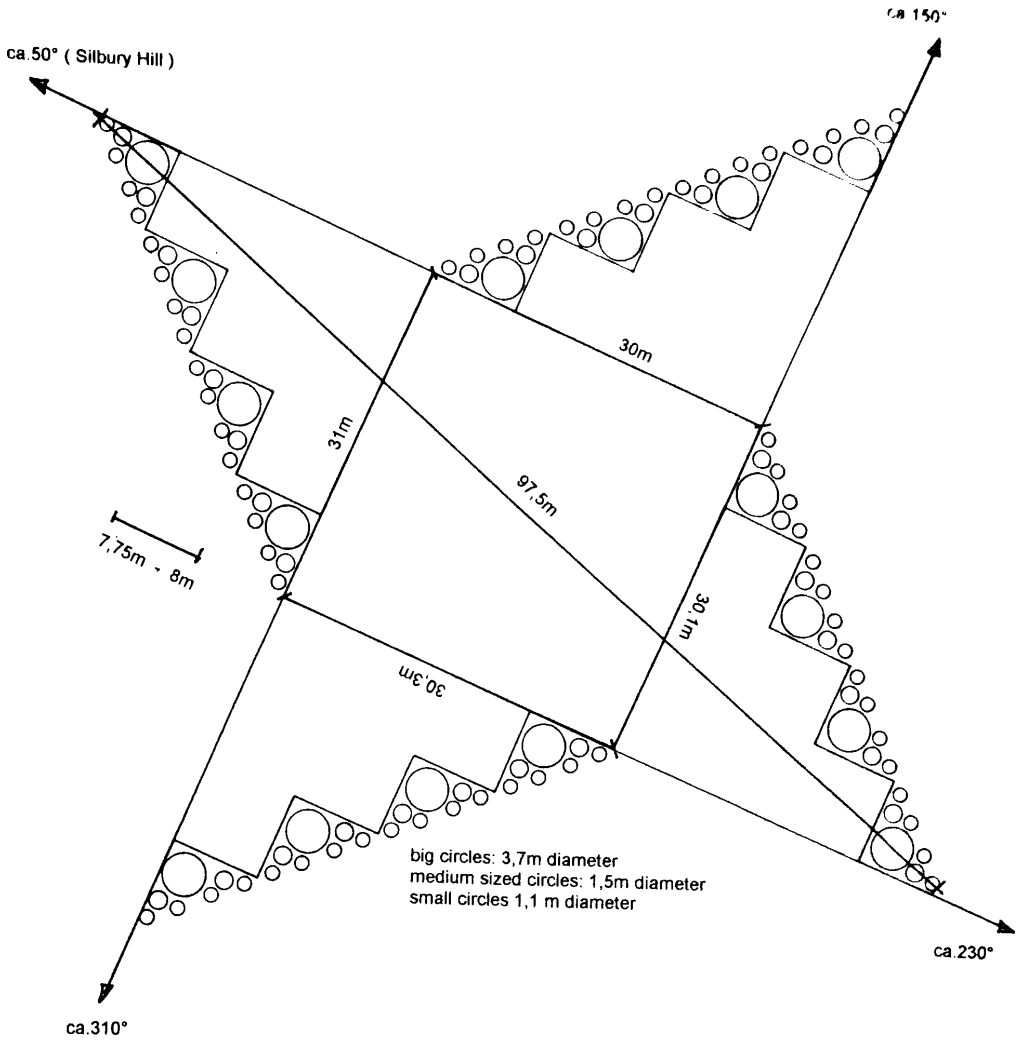 ca 150°
ca.50° ( Silbury Hill )
30m
31m
97,5m
7,75m - 8m
30,1m
30,3m
big circles: 3,7m diameter
medium sized circles: 1,5m diameter
small circles 1,1 m diameter
ca.230°
ca.310°